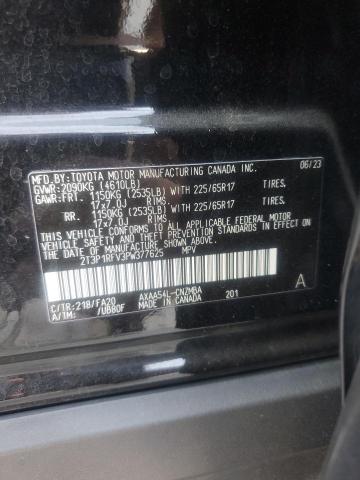 MFD.BY:TOYOTA MOTOR MANUFACTURING CANADA INC. 06/23
GVWR: 2090KG (4610LB)
GAWR:FRT. 1150KG (2535LB) WITH 225/65R17 TIRES.
17x7.0J RIMS.
RR. 1150KG (2535LB) WITH 225/65R17 TIRES.
17x7.0J RIMS.
THIS VEHICLE CONFORMS TO ALL APPLICABLE FEDERAL MOTOR
VEHICLE SAFETY STANDARDS IN EFFECT ON THE DATE OF
MANUFACTURE SHOWN ABOVE.
2T3P1RFV3PW377625 MPV
C/TR:218/FA20 AXAA54L-CNZMBA 201 A
A/TM: /UB80F MADE IN CANADA